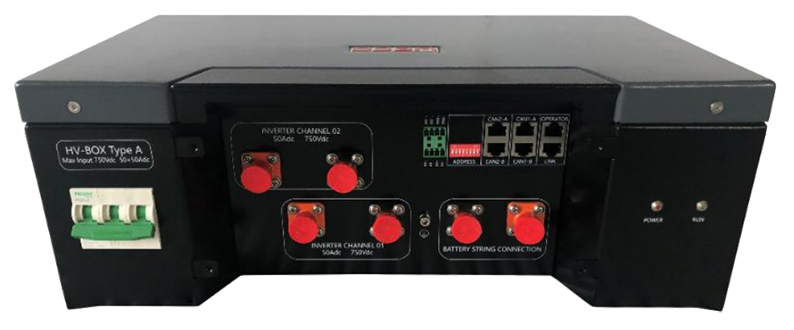 HV-BOX Type A
Max Input 750Vdc 50+50Adc
INVERTER CHANNEL 02
50Adc 750Vdc
INVERTER CHANNEL 01
50Adc 750Vdc
BATTERY STRING CONNECTION
ADDRESS
CAN2-A CAN1-A OPERATOR
CAN2-B CAN1-B LINK
POWER
RUN